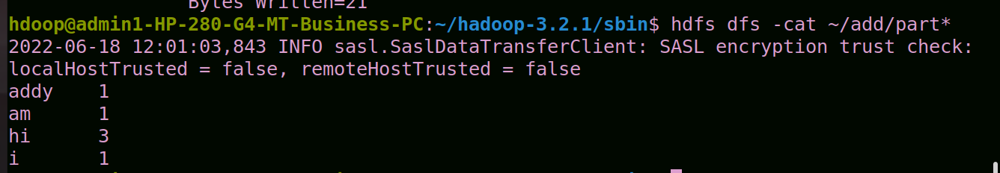 Bytes Written=21
hdoop@admin1-HP-280-G4-MT-Business-PC:~/hadoop-3.2.1/sbin$ hdfs dfs -cat ~/add/part*
2022-06-18 12:01:03,843 INFO sasl.SaslDataTransferClient: SASL encryption trust check:
localHostTrusted = false, remoteHostTrusted = false
addy 1
am 1
hi 3
i 1